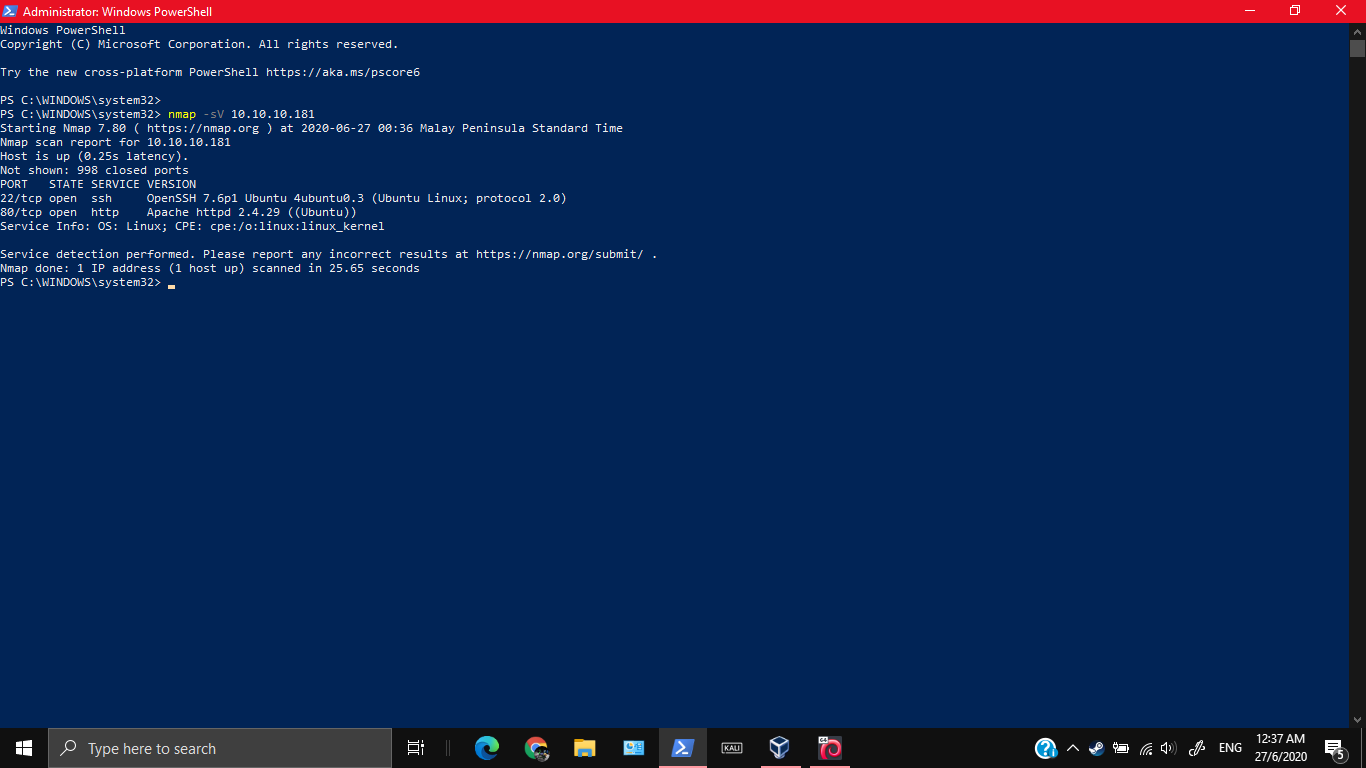 Administrator: Windows PowerShell
Windows PowerShell
Copyright (C) Microsoft Corporation. All rights reserved.
Try the new cross-platform PowerShell https://aka.ms/pscore6
PS C:\WINDOWS\system32>
PS C:\WINDOWS\system32> nmap -sV 10.10.10.181
Starting Nmap 7.80 ( https://nmap.org ) at 2020-06-27 00:36 Malay Peninsula Standard Time
Nmap scan report for 10.10.10.181
Host is up (0.25s latency).
Not shown: 998 closed ports
PORT   STATE SERVICE VERSION
22/tcp open  ssh     OpenSSH 7.6p1 Ubuntu 4ubuntu0.3 (Ubuntu Linux; protocol 2.0)
80/tcp open  http    Apache httpd 2.4.29 ((Ubuntu))
Service Info: OS: Linux; CPE: cpe:/o:linux:linux_kernel
Service detection performed. Please report any incorrect results at https://nmap.org/submit/ .
Nmap done: 1 IP address (1 host up) scanned in 25.65 seconds
PS C:\WINDOWS\system32>
Type here to search
KALI
64
ENG
12:37 AM
27/6/2020
5